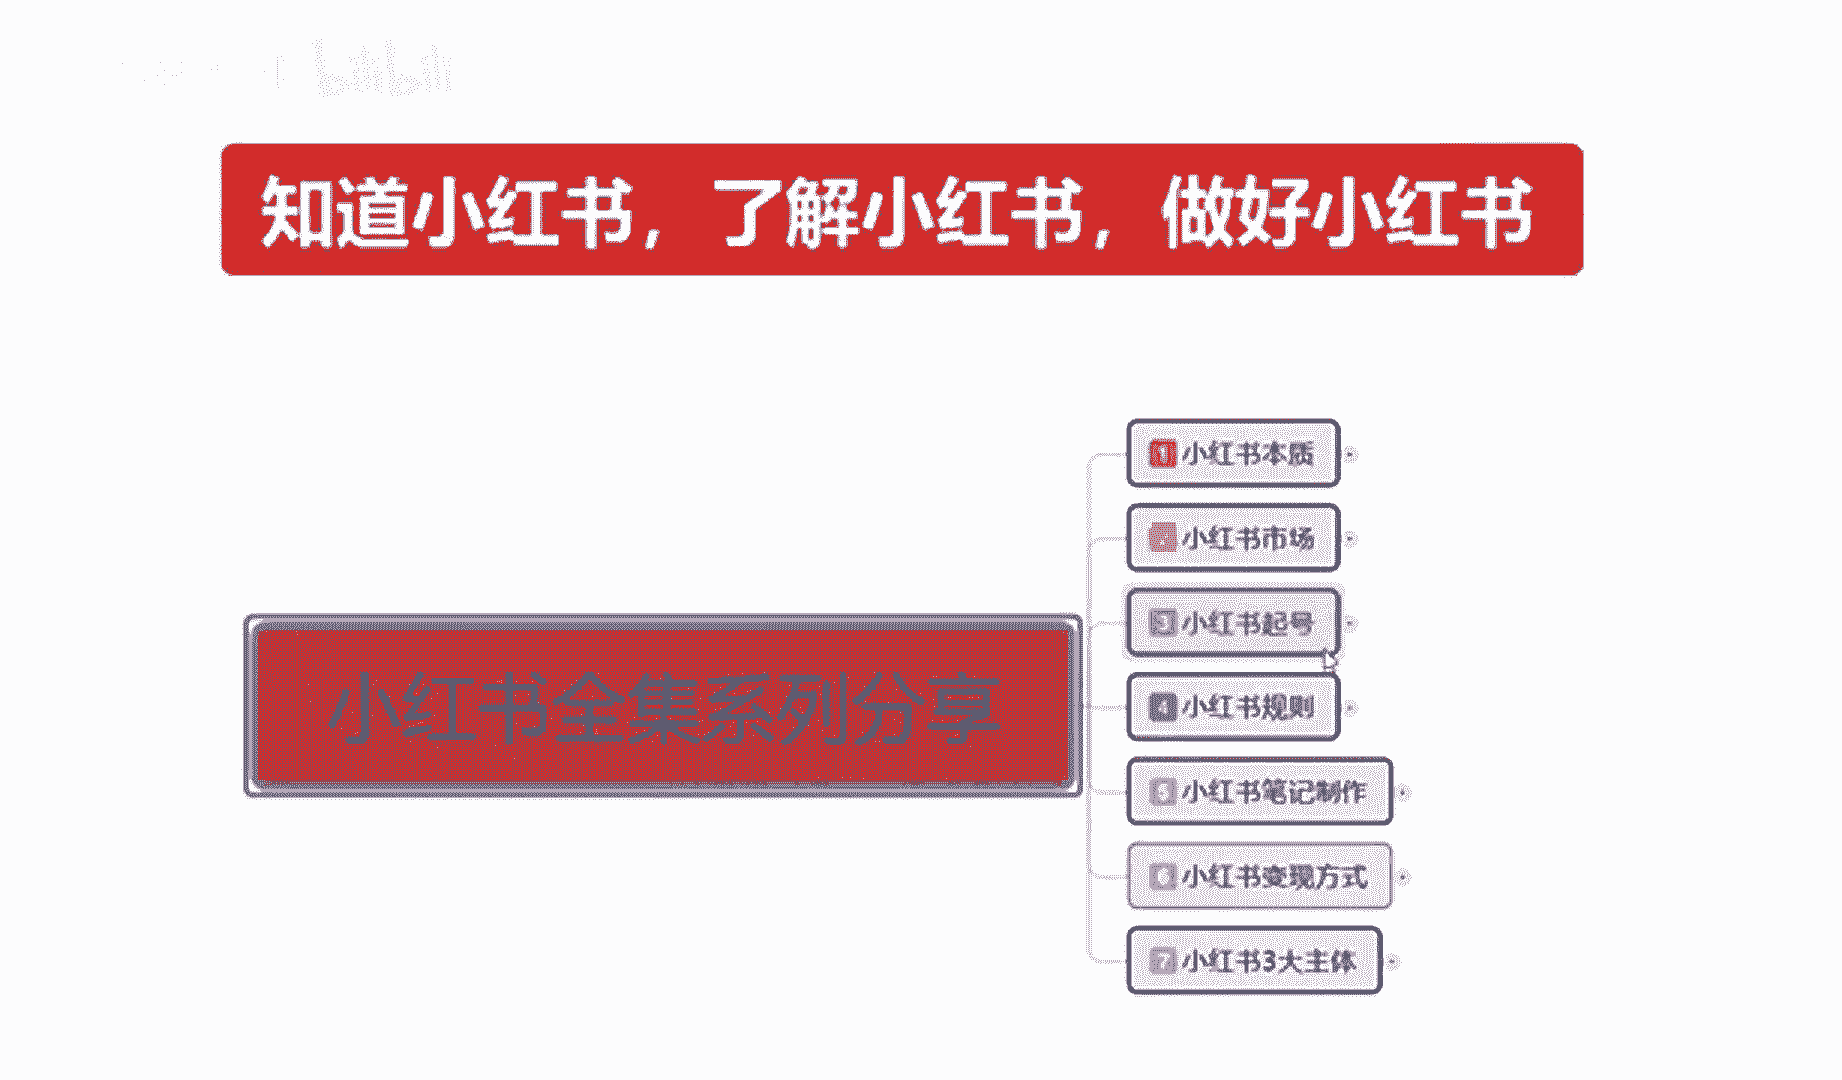 bilibili
知道小红书，了解小红书，做好小红书
小红书全集系列分享
1 小红书本质
2 小红书市场
3 小红书起号
4 小红书规则
5 小红书笔记制作
6 小红书变现方式
7 小红书3大主体